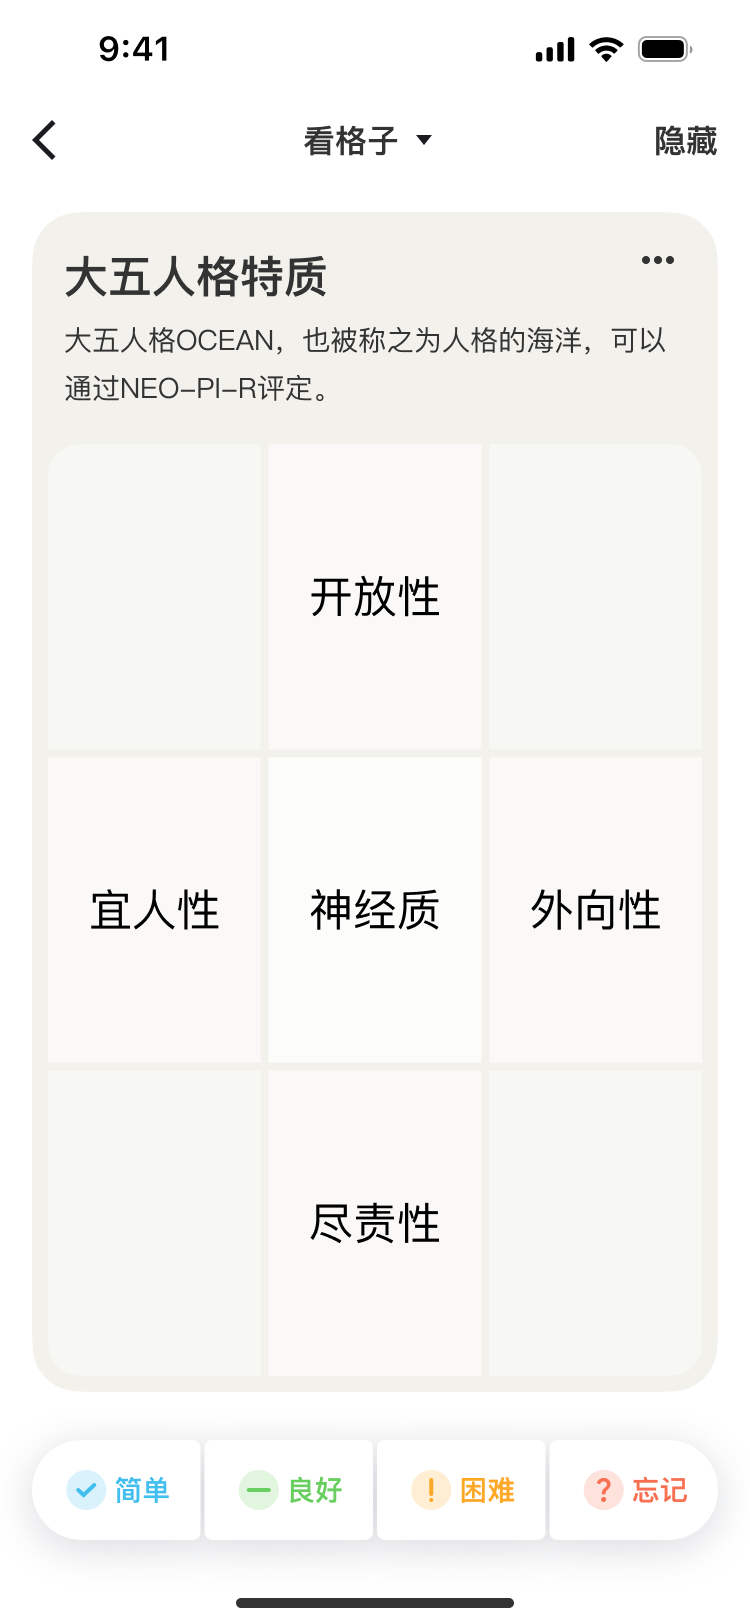 9:41
看格子
隐藏
大五人格特质
大五人格OCEAN，也被称之为人格的海洋，可以
通过NEO-PI-R评定。
开放性
宜人性
神经质
外向性
尽责性
简单
良好
困难
忘记